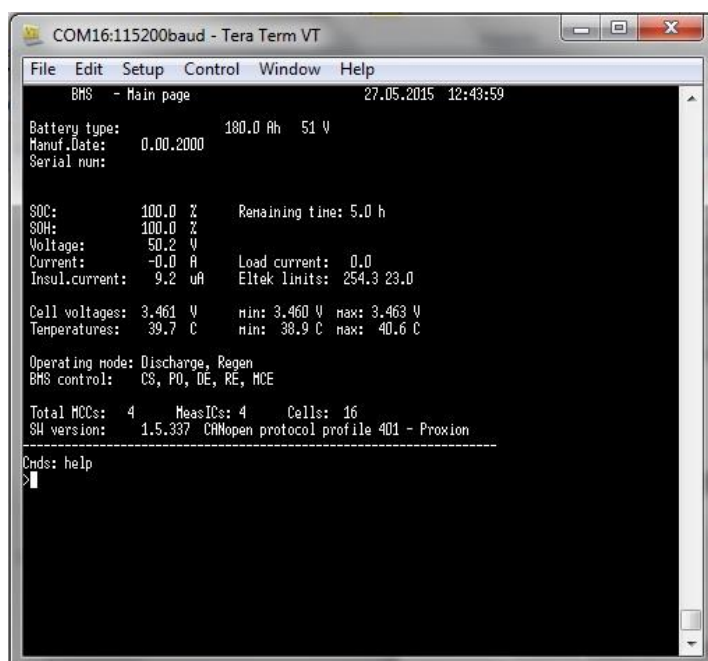 COM16:115200baud - Tera Term VT
File Edit Setup Control Window Help
BMS - Main page 27.05.2015 12:43:59
Battery type: 180.0 Ah 51 V
Manuf.Date: 0.00.2000
Serial num:
SOC: 100.0 % Remaining time: 5.0 h
SOH: 100.0 %
Voltage: 50.2 V
Current: -0.0 A Load current: 0.0
Insul.current: 9.2 uA Eltek limits: 254.3 23.0
Cell voltages: 3.461 V min: 3.460 V max: 3.463 V
Temperatures: 39.7 C min: 38.9 C max: 40.6 C
Operating mode: Discharge, Regen
BMS control: CS, PO, DE, RE, MCE
Total MCCs: 4 MeasICs: 4 Cells: 16
SW version: 1.5.337 CANopen protocol profile 401 - Proxion
--------------------------------------------------------------------
Cmds: help
>